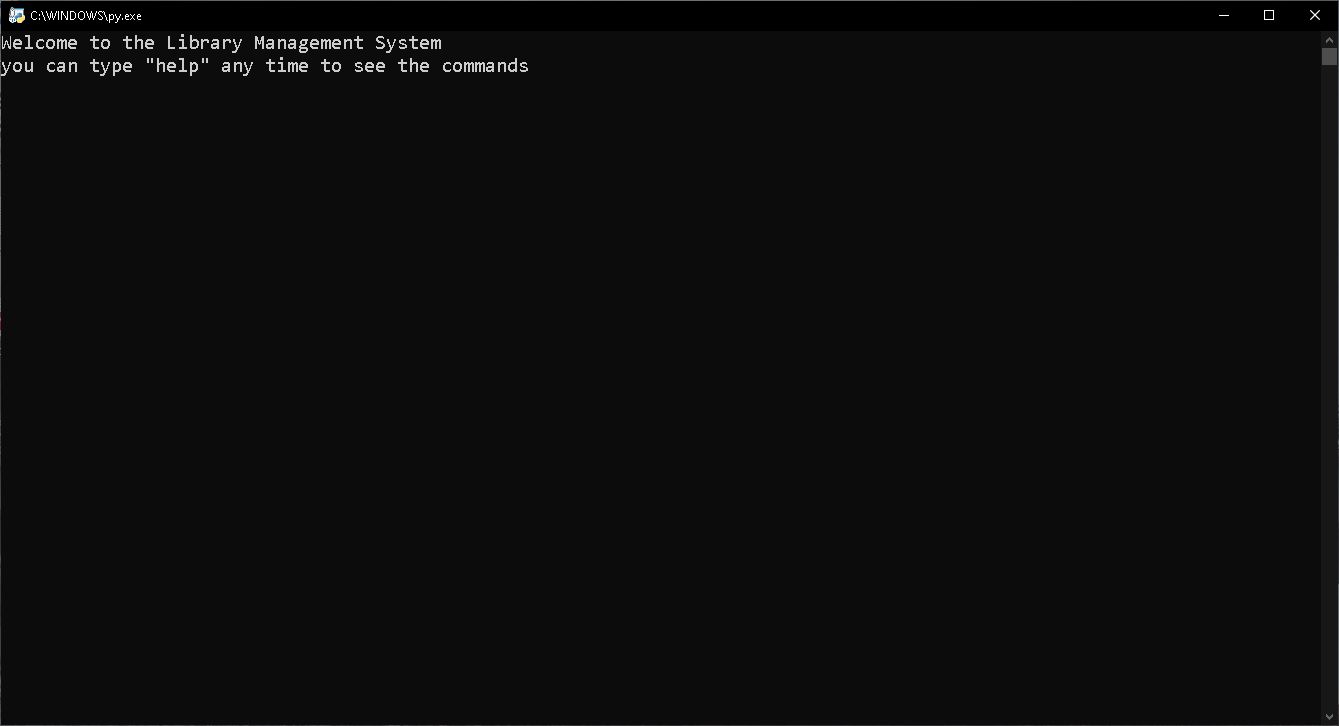 C:\WINDOWS\py.exe
Welcome to the Library Management System
you can type "help" any time to see the commands